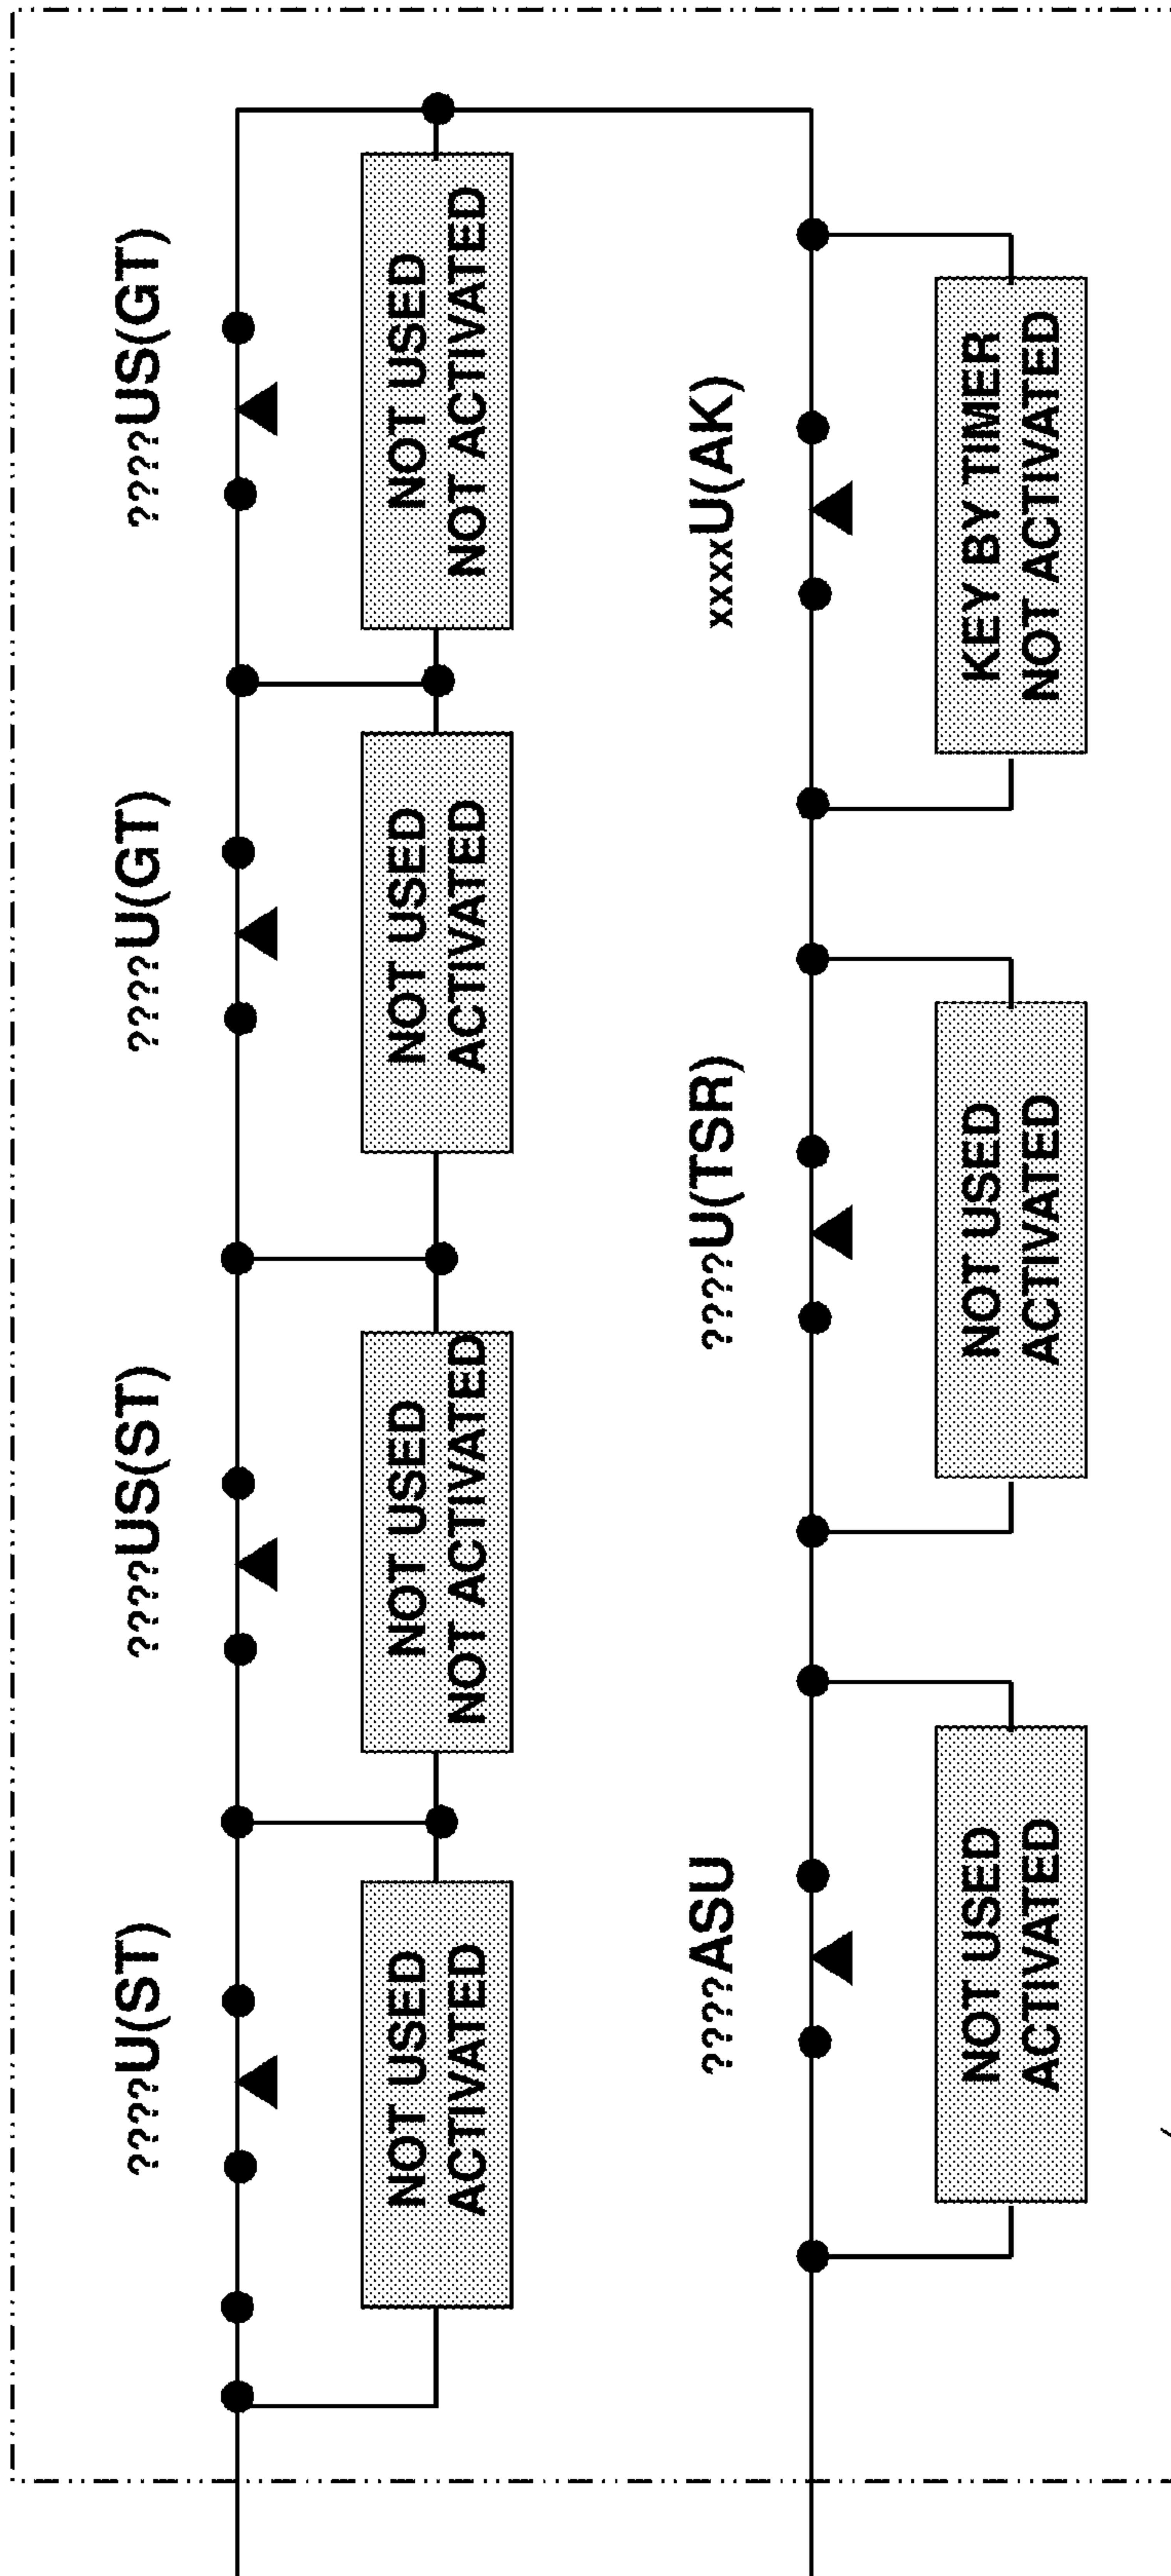 ????U(ST)
NOT USED
ACTIVATED
????US(ST)
NOT USED
NOT ACTIVATED
????U(GT)
NOT USED
ACTIVATED
????US(GT)
NOT USED
NOT ACTIVATED
????ASU
NOT USED
ACTIVATED
????U(TSR)
NOT USED
ACTIVATED
xxxxU(AK)
KEY BY TIMER
NOT ACTIVATED